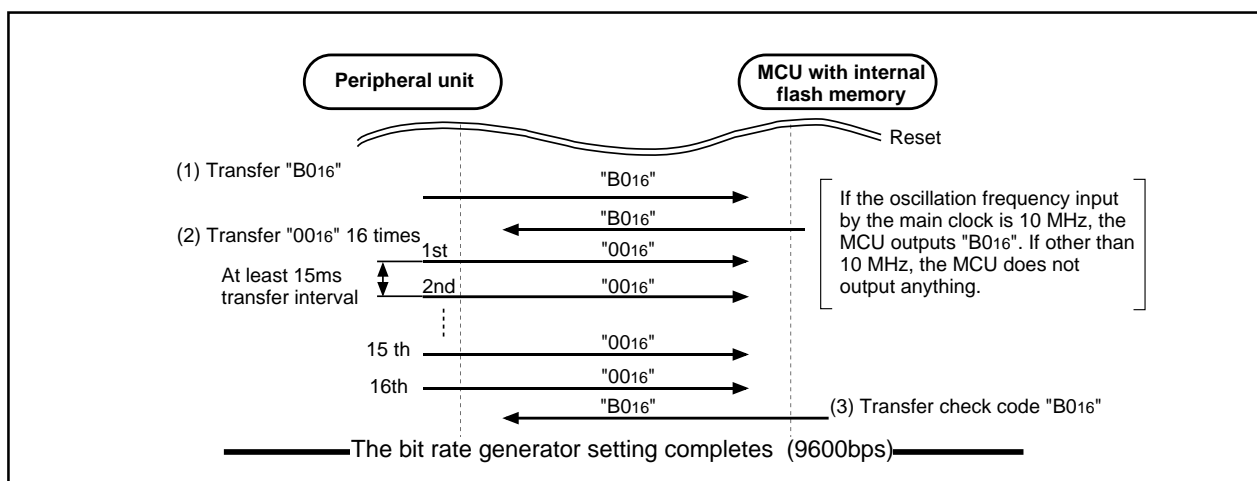 Peripheral unit
MCU with internal
flash memory
Reset
(1) Transfer "B016"
"B016"
"B016"
If the oscillation frequency input
by the main clock is 10 MHz, the
MCU outputs "B016". If other than
10 MHz, the MCU does not
output anything.
(2) Transfer "0016" 16 times
1st
"0016"
At least 15ms
transfer interval
2nd
"0016"
15 th
"0016"
16th
"0016"
"B016"
(3) Transfer check code "B016"
The bit rate generator setting completes (9600bps)